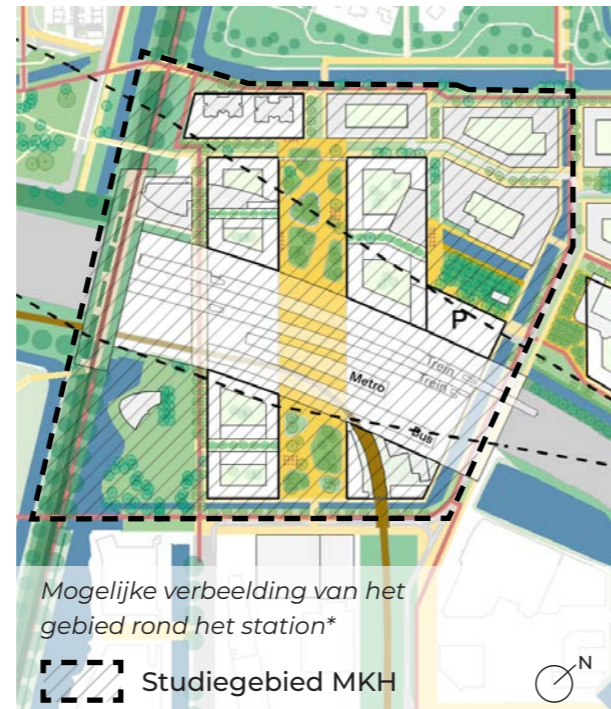 P
Trein
Trein
Metro
Bus
Mogelijke verbeelding van het
gebied rond het station*
Studiegebied MKH
N